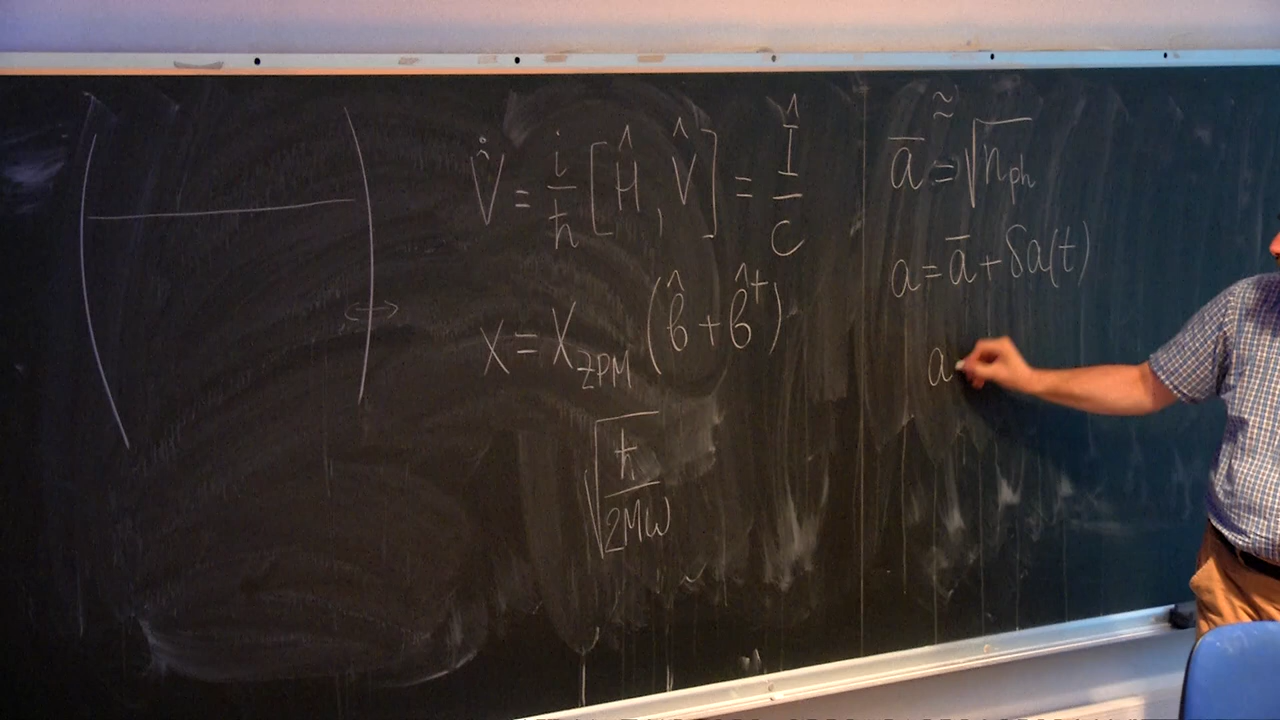 V̂̇ = i/ħ [Ĥ, V̂] = Î/C
x = X_ZPM (b̂ + b̂†)
√(ħ/2Mω)
ā ≈ √n_ph
a = ā + δa(t)
a